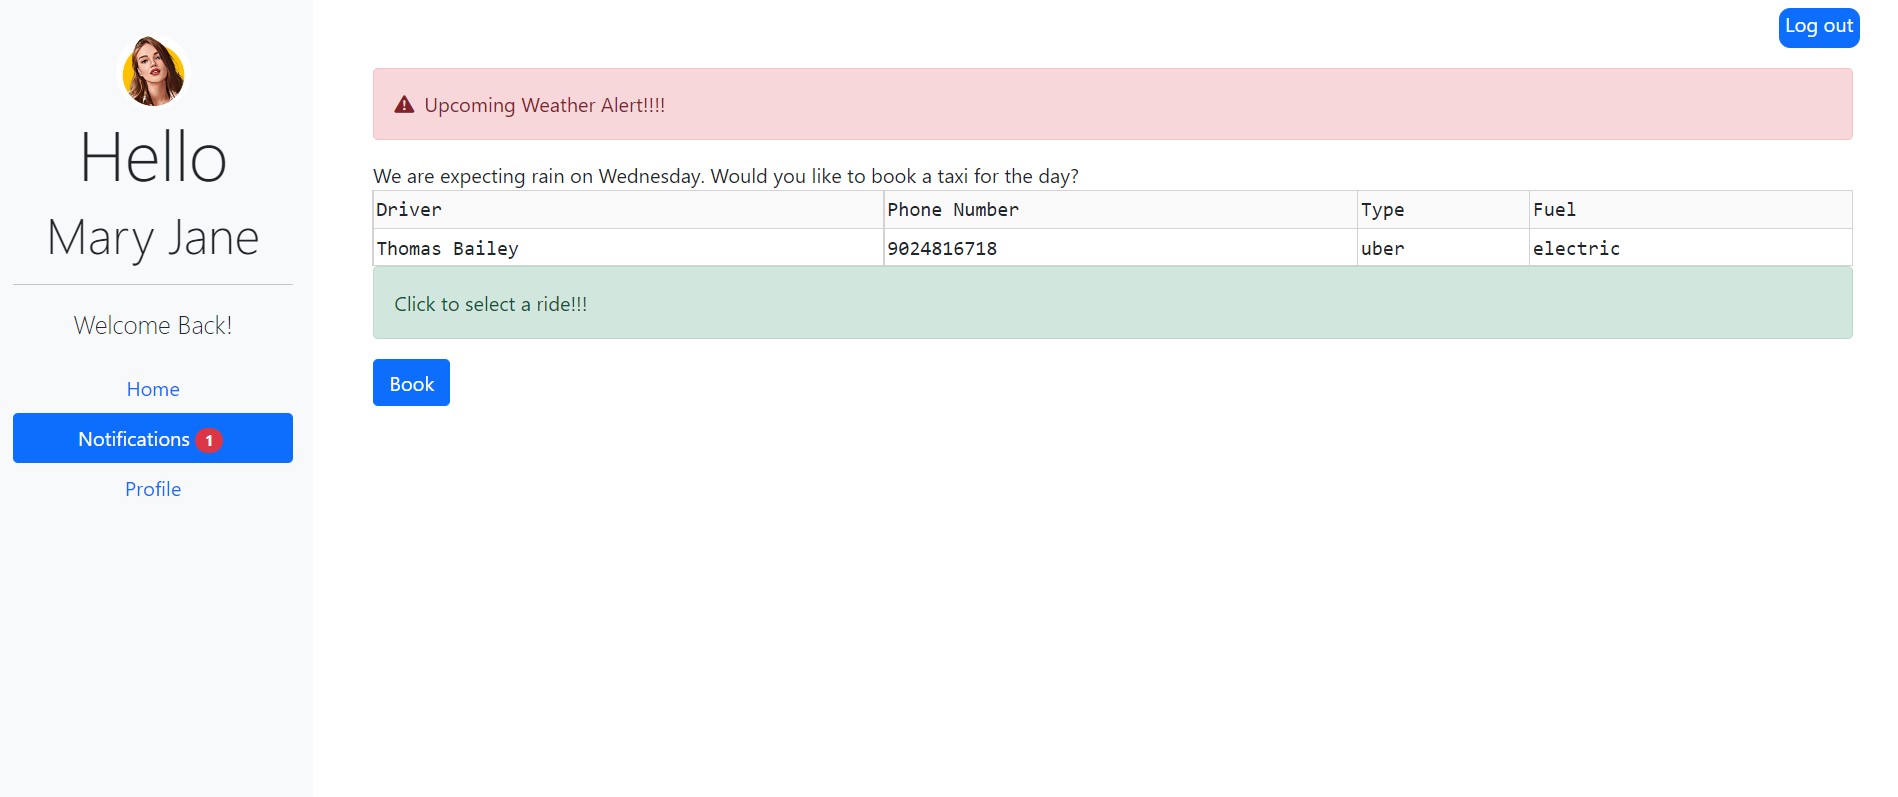 Log out
Hello
Mary Jane
Welcome Back!
Home
Notifications 1
Profile
Upcoming Weather Alert!!!!
We are expecting rain on Wednesday. Would you like to book a taxi for the day?
Driver Phone Number Type Fuel
Thomas Bailey 9024816718 uber electric
Click to select a ride!!!
Book